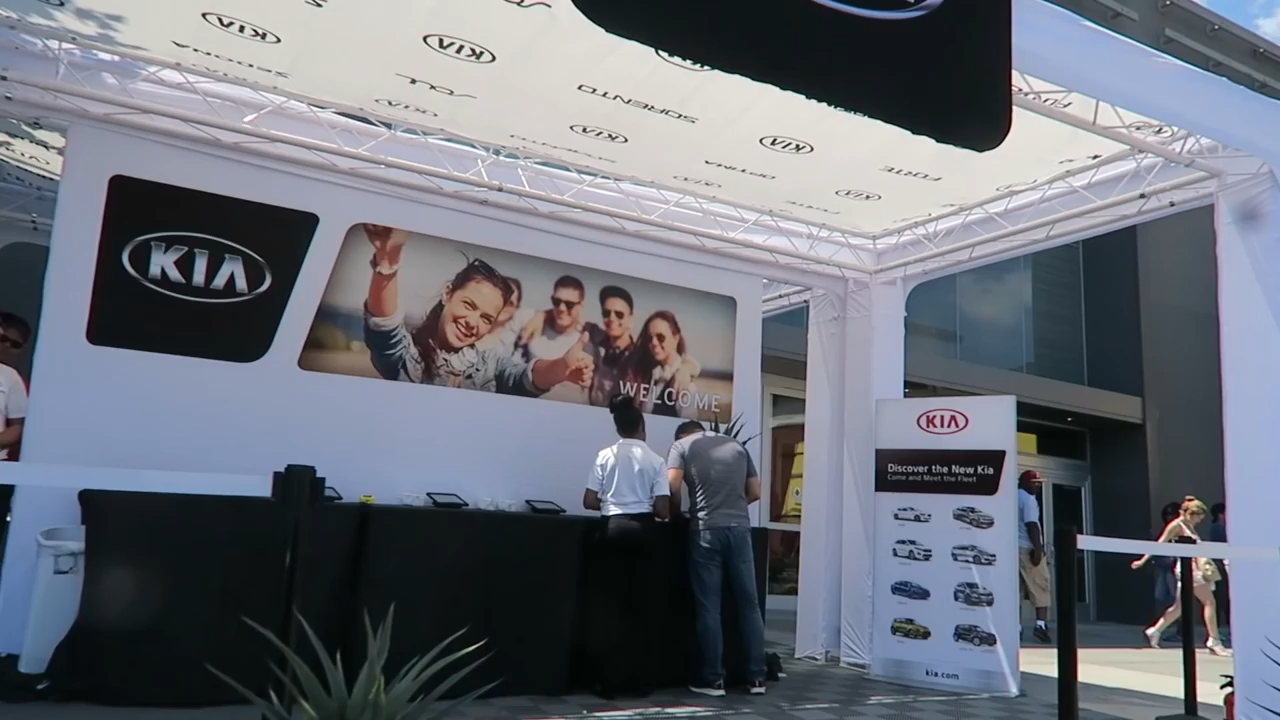 KIA
SEDONA
soul
KIA
SORENTO
KIA
KIA
OPTIMA
FORTE
KIA
KIA
WELCOME
KIA
Discover the New Kia
Come and Meet the Fleet
kia.com